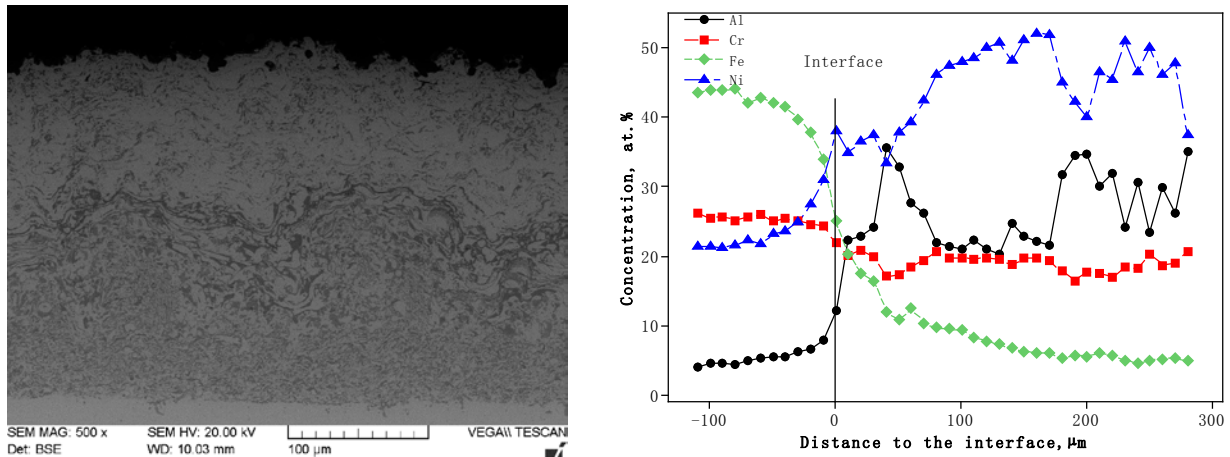 SEM MAG: 500 x SEM HV: 20.00 kV VEGA\\ TESCAN
Det: BSE WD: 10.03 mm 100 µm
Al
Cr
Fe
Ni
Interface
Concentration, at.%
50
40
30
20
10
0
-100 0 100 200 300
Distance to the interface,µm